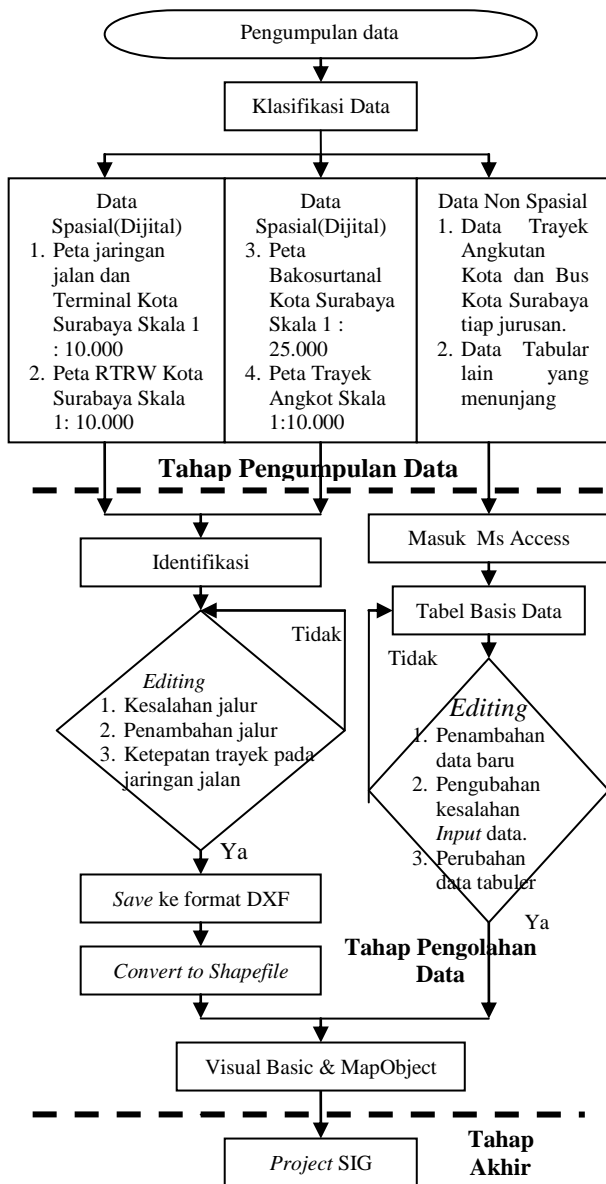 Pengumpulan data
Klasifikasi Data
Data
Spasial(Dijital)
1. Peta jaringan
jalan dan
Terminal Kota
Surabaya Skala 1
: 10.000
2. Peta RTRW Kota
Surabaya Skala
1: 10.000
Data
Spasial(Dijital)
3. Peta
Bakosurtanal
Kota Surabaya
Skala 1 :
25.000
4. Peta Trayek
Angkot Skala
1:10.000
Data Non Spasial
1. Data Trayek
Angkutan
Kota dan Bus
Kota Surabaya
tiap jurusan.
2. Data Tabular
lain yang
menunjang
Tahap Pengumpulan Data
Identifikasi
Tidak
Editing
1. Kesalahan jalur
2. Penambahan jalur
3. Ketepatan trayek pada
jaringan jalan
Ya
Save ke format DXF
Convert to Shapefile
Masuk Ms Access
Tabel Basis Data
Tidak
Editing
1. Penambahan
data baru
2. Pengubahan
kesalahan
Input data.
3. Perubahan
data tabuler
Ya
Tahap Pengolahan
Data
Visual Basic & MapObject
Project SIG
Tahap
Akhir